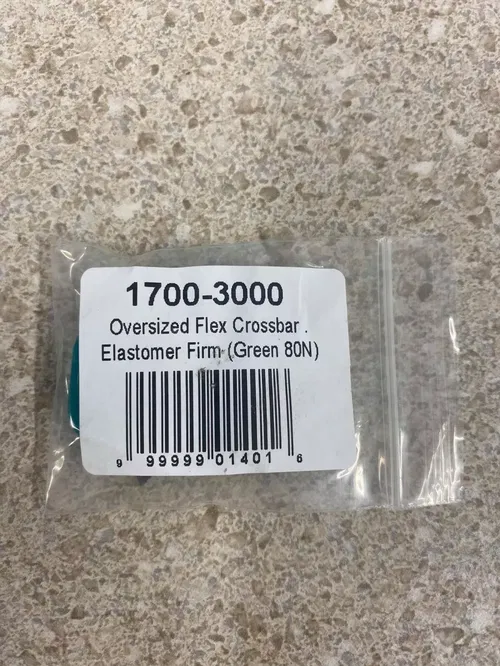 1700-3000
Oversized Flex Crossbar .
Elastomer Firm (Green 80N)
9 99999 01401 6